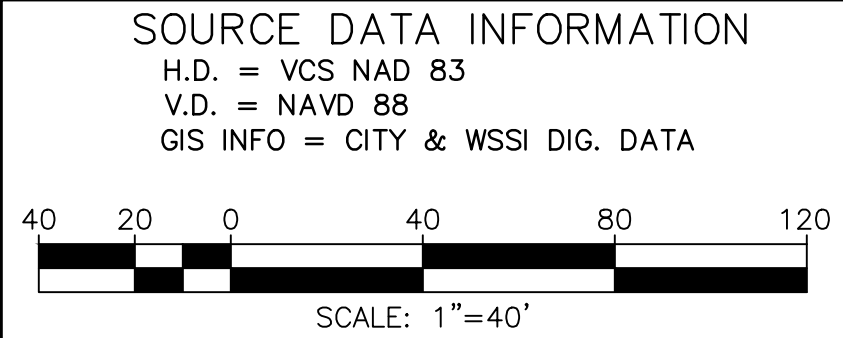 SOURCE DATA INFORMATION
H.D. = VCS NAD 83
V.D. = NAVD 88
GIS INFO = CITY & WSSI DIG. DATA
40 20 0 40 80 120
SCALE: 1"=40'